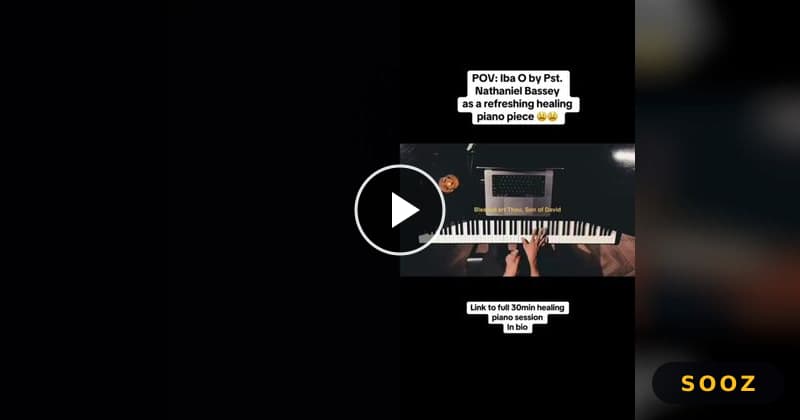 POV: Iba O by Pst.
Nathaniel Bassey
as a refreshing healing
piano piece 😩😩
Blessed art Thou, Son of David
Link to full 30min healing
piano session
In bio
SOOZ